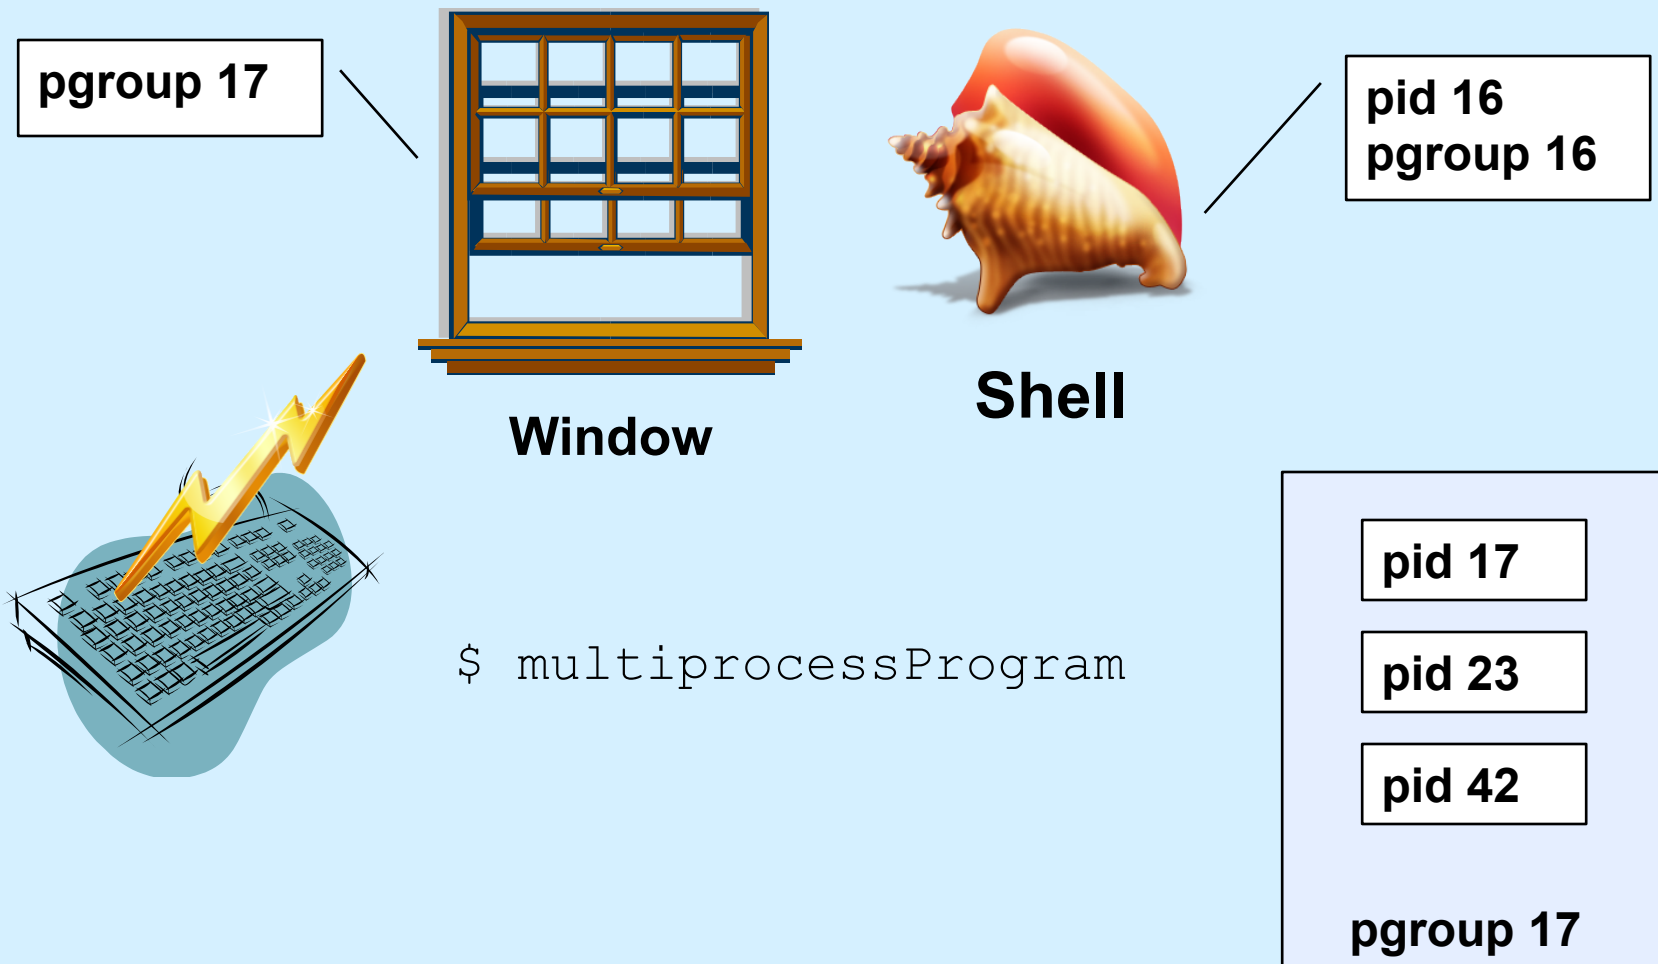 pgroup 17
pid 16
pgroup 16
Window
Shell
$ multiprocessProgram
pid 17
pid 23
pid 42
pgroup 17